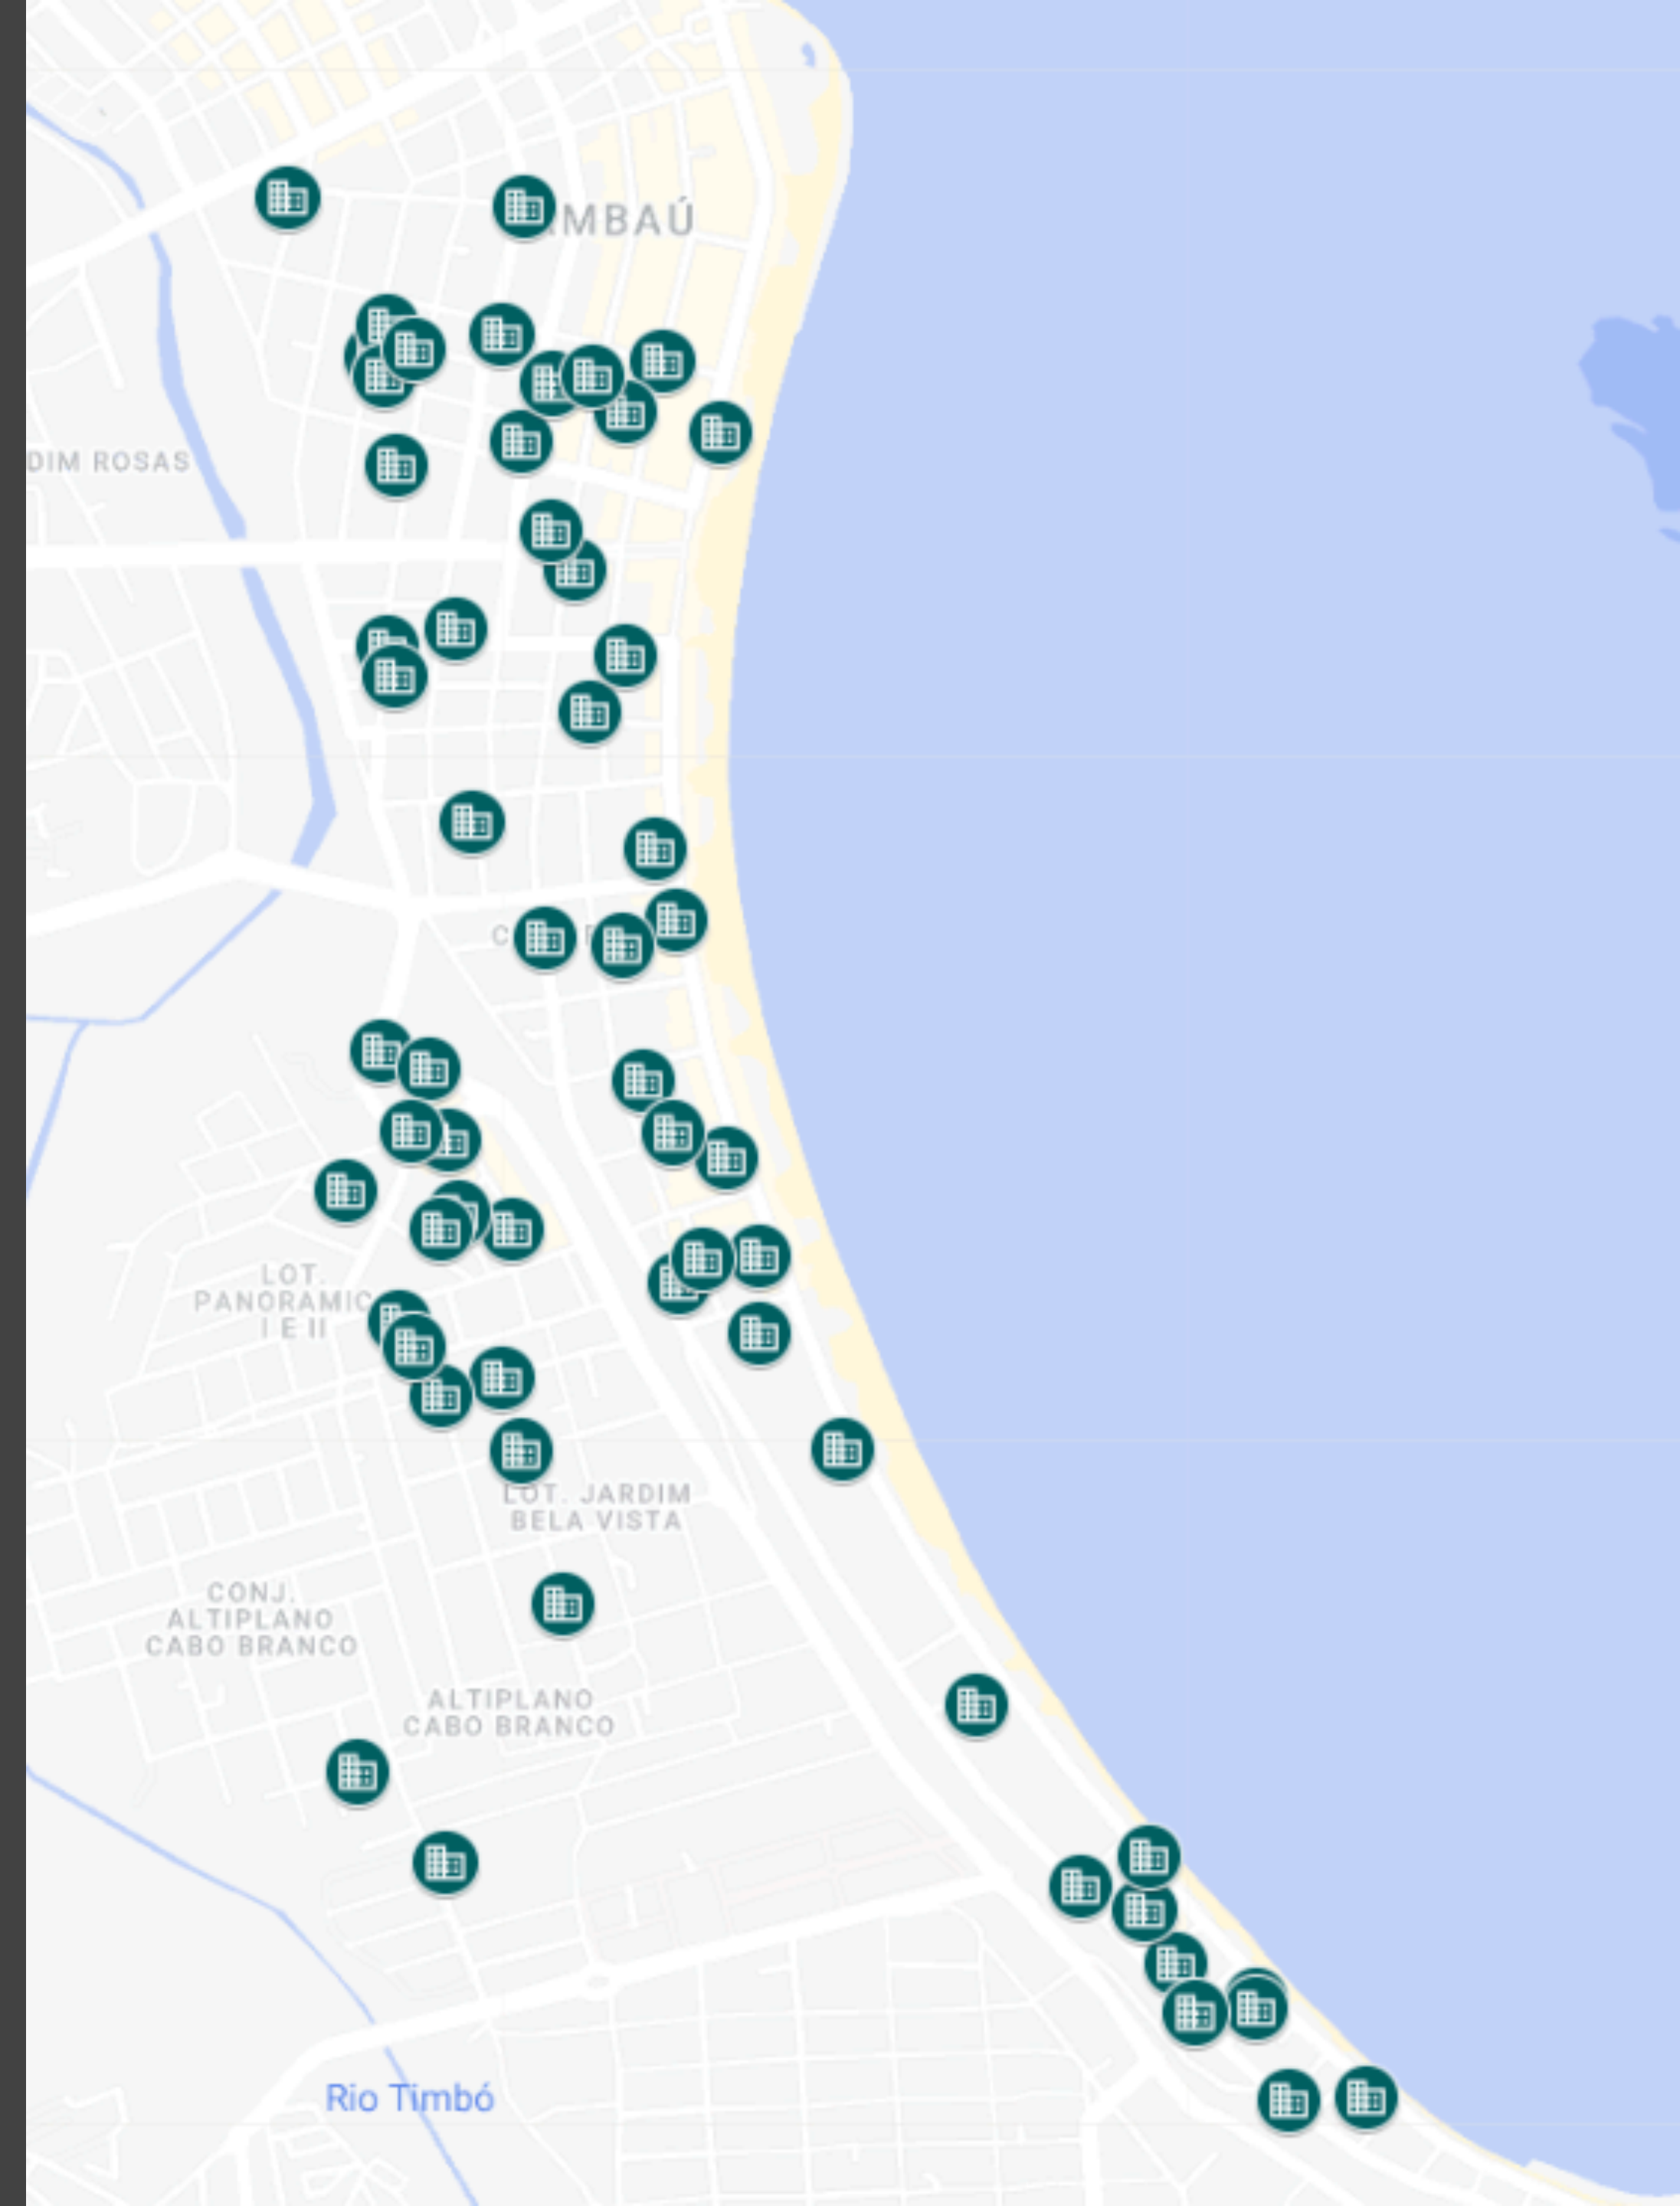 MBAÚ
DIM ROSAS
LOT.
PANORAMIC
I E II
LOT. JARDIM
BELA VISTA
CONJ.
ALTIPLANO
CABO BRANCO
ALTIPLANO
CABO BRANCO
Rio Timbó